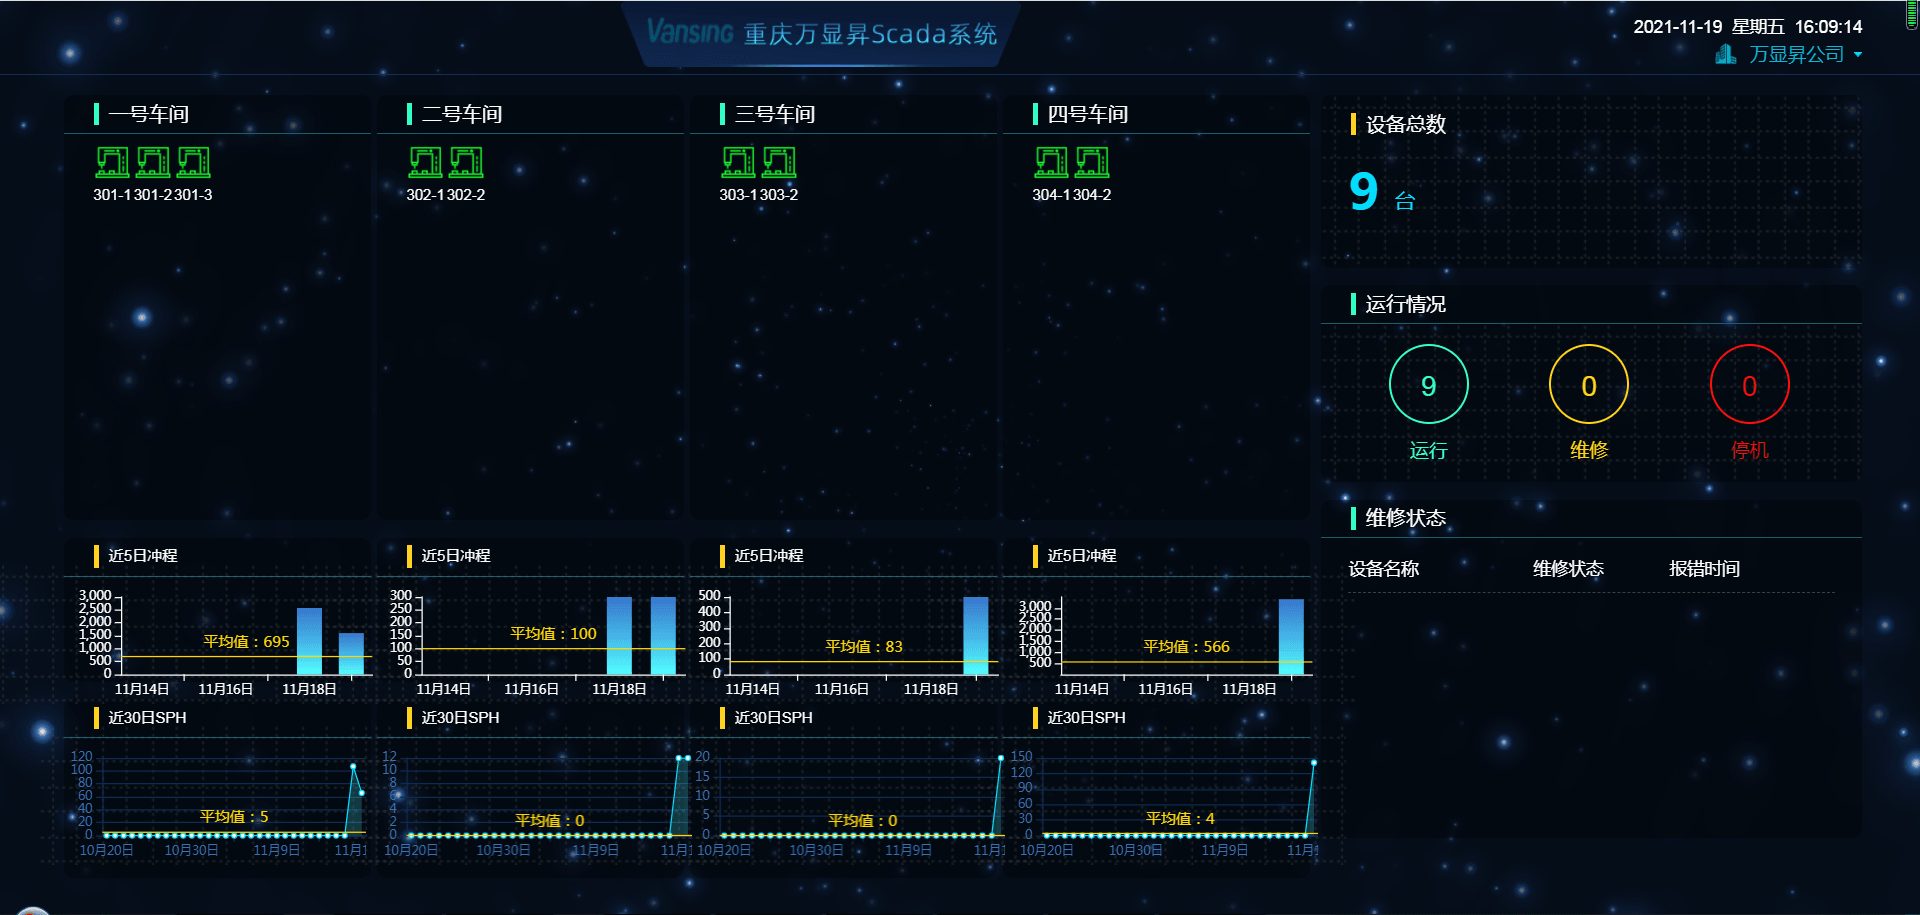 Vansing 重庆万显昇Scada系统
2021-11-19 星期五 16:09:14
万显昇公司
一号车间
301-1 301-2 301-3
二号车间
302-1 302-2
三号车间
303-1 303-2
四号车间
304-1 304-2
设备总数
9 台
运行情况
9 0 0
运行 维修 停机
维修状态
设备名称 维修状态 报错时间
近5日冲程
3,000
2,500
2,000
1,500
1,000
500
0
平均值：695
11月14日 11月16日 11月18日
近5日冲程
300
250
200
150
100
50
0
平均值：100
11月14日 11月16日 11月18日
近5日冲程
500
400
300
200
100
0
平均值：83
11月14日 11月16日 11月18日
近5日冲程
3,000
2,500
2,000
1,500
1,000
500
平均值：566
11月14日 11月16日 11月18日
近30日SPH
120
100
80
60
40
20
0
平均值：5
10月20日 10月30日 11月9日 11月1
近30日SPH
12
10
8
6
4
2
0
平均值：0
10月20日 10月30日 11月9日 11月1
近30日SPH
20
15
10
5
0
平均值：0
10月20日 10月30日 11月9日 11月1
近30日SPH
150
120
90
60
30
0
平均值：4
10月20日 10月30日 11月9日 11月1